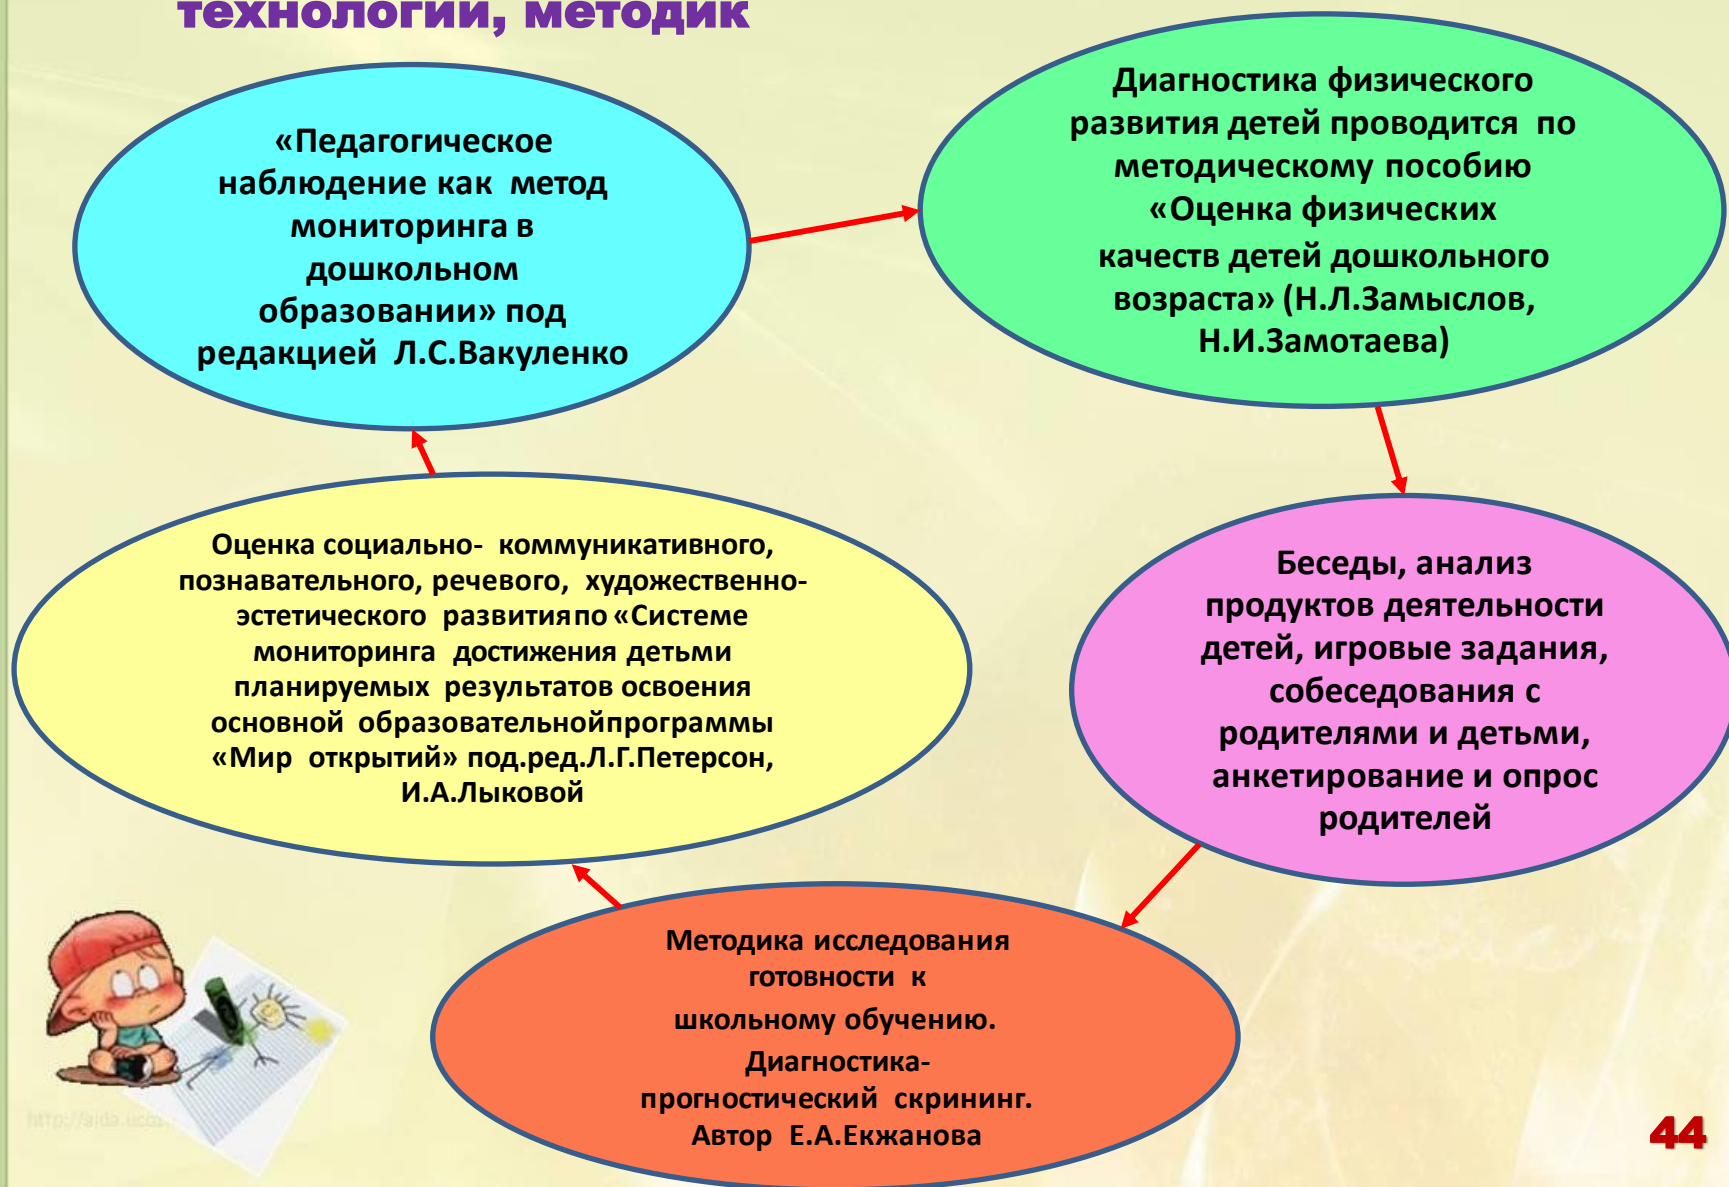 технологий, методик
«Педагогическое
наблюдение как метод
мониторинга в
дошкольном
образовании» под
редакцией Л.С.Вакуленко
Диагностика физического
развития детей проводится по
методическому пособию
«Оценка физических
качеств детей дошкольного
возраста» (Н.Л.Замыслов,
Н.И.Замотаева)
Оценка социально- коммуникативного,
познавательного, речевого, художественно-
эстетического развитияпо «Системе
мониторинга достижения детьми
планируемых результатов освоения
основной образовательнойпрограммы
«Мир открытий» под.ред.Л.Г.Петерсон,
И.А.Лыковой
Беседы, анализ
продуктов деятельности
детей, игровые задания,
собеседования с
родителями и детьми,
анкетирование и опрос
родителей
Методика исследования
готовности к
школьному обучению.
Диагностика-
прогностический скрининг.
Автор Е.А.Екжанова
44